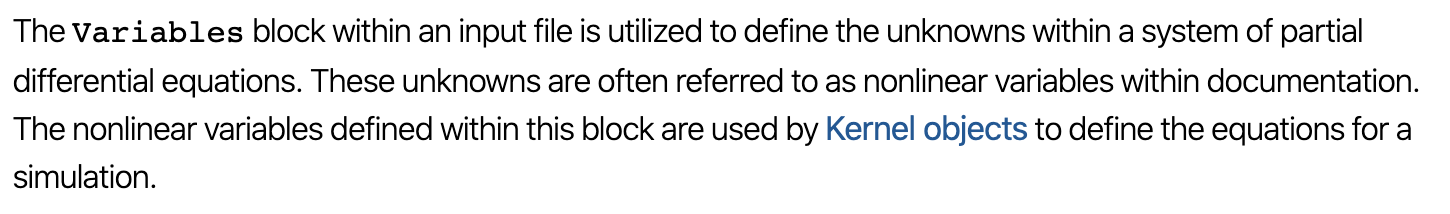 The Variables block within an input file is utilized to define the unknowns within a system of partial
differential equations. These unknowns are often referred to as nonlinear variables within documentation.
The nonlinear variables defined within this block are used by Kernel objects to define the equations for a
simulation.